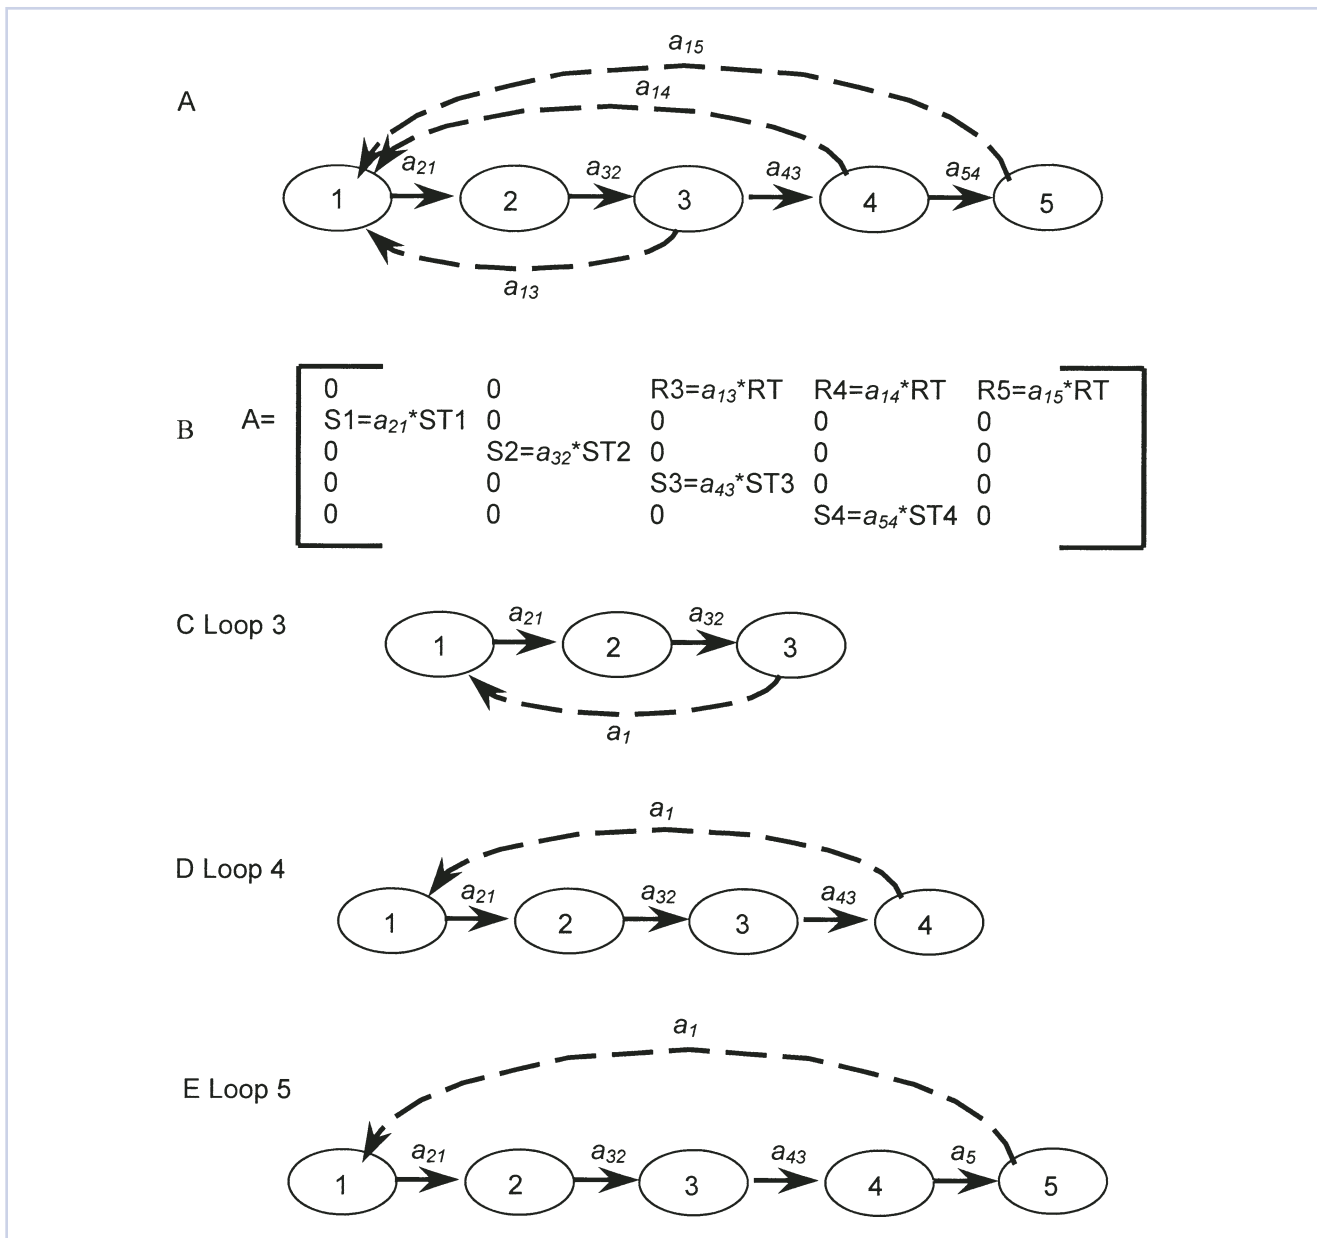 a15
A
a14
a21 a32 a43 a54
1 2 3 4 5
a13
B A=
0 0 R3=a13*RT R4=a14*RT R5=a15*RT
S1=a21*ST1 0 0 0 0
0 S2=a32*ST2 0 0 0
0 0 S3=a43*ST3 0 0
0 0 0 S4=a54*ST4 0
C Loop 3
a21 a32
1 2 3
a1
a1
D Loop 4
a21 a32 a43
1 2 3 4
a1
E Loop 5
a21 a32 a43 a5
1 2 3 4 5